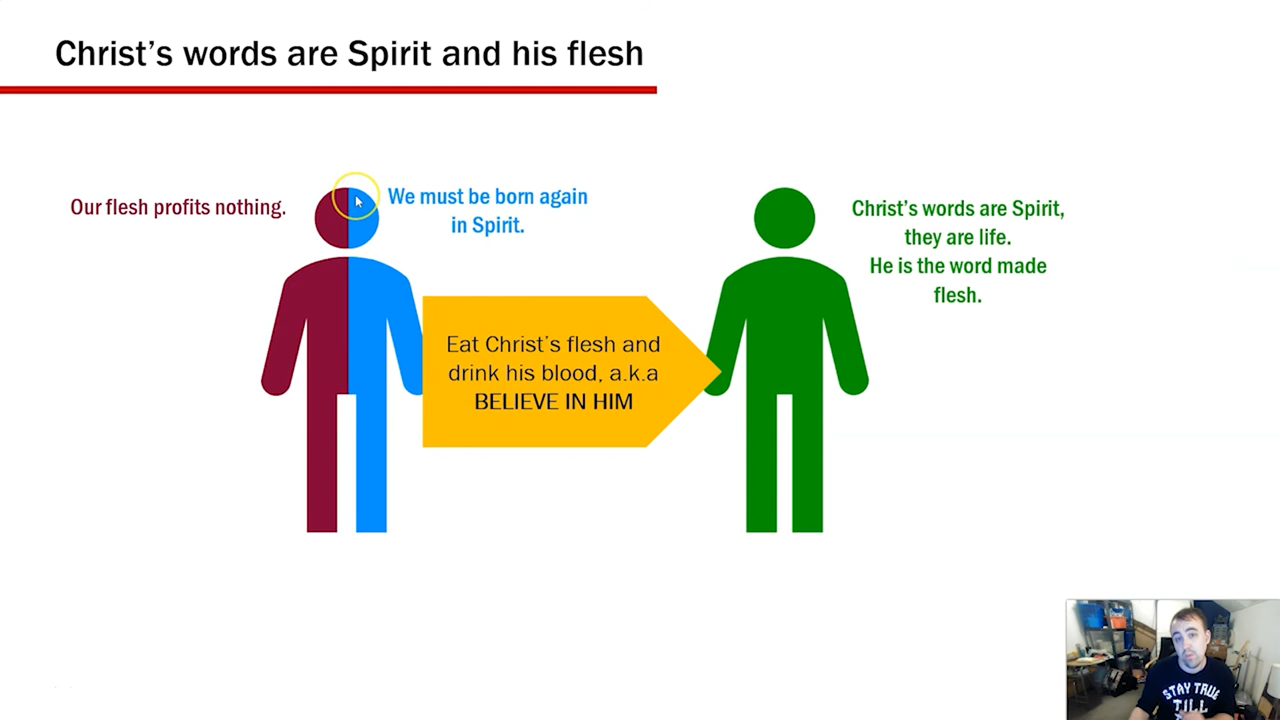 Christ's words are Spirit and his flesh
Our flesh profits nothing.
We must be born again
in Spirit.
Eat Christ's flesh and
drink his blood, a.k.a
BELIEVE IN HIM
Christ's words are Spirit,
they are life.
He is the word made
flesh.
STAY TRUE
TILL